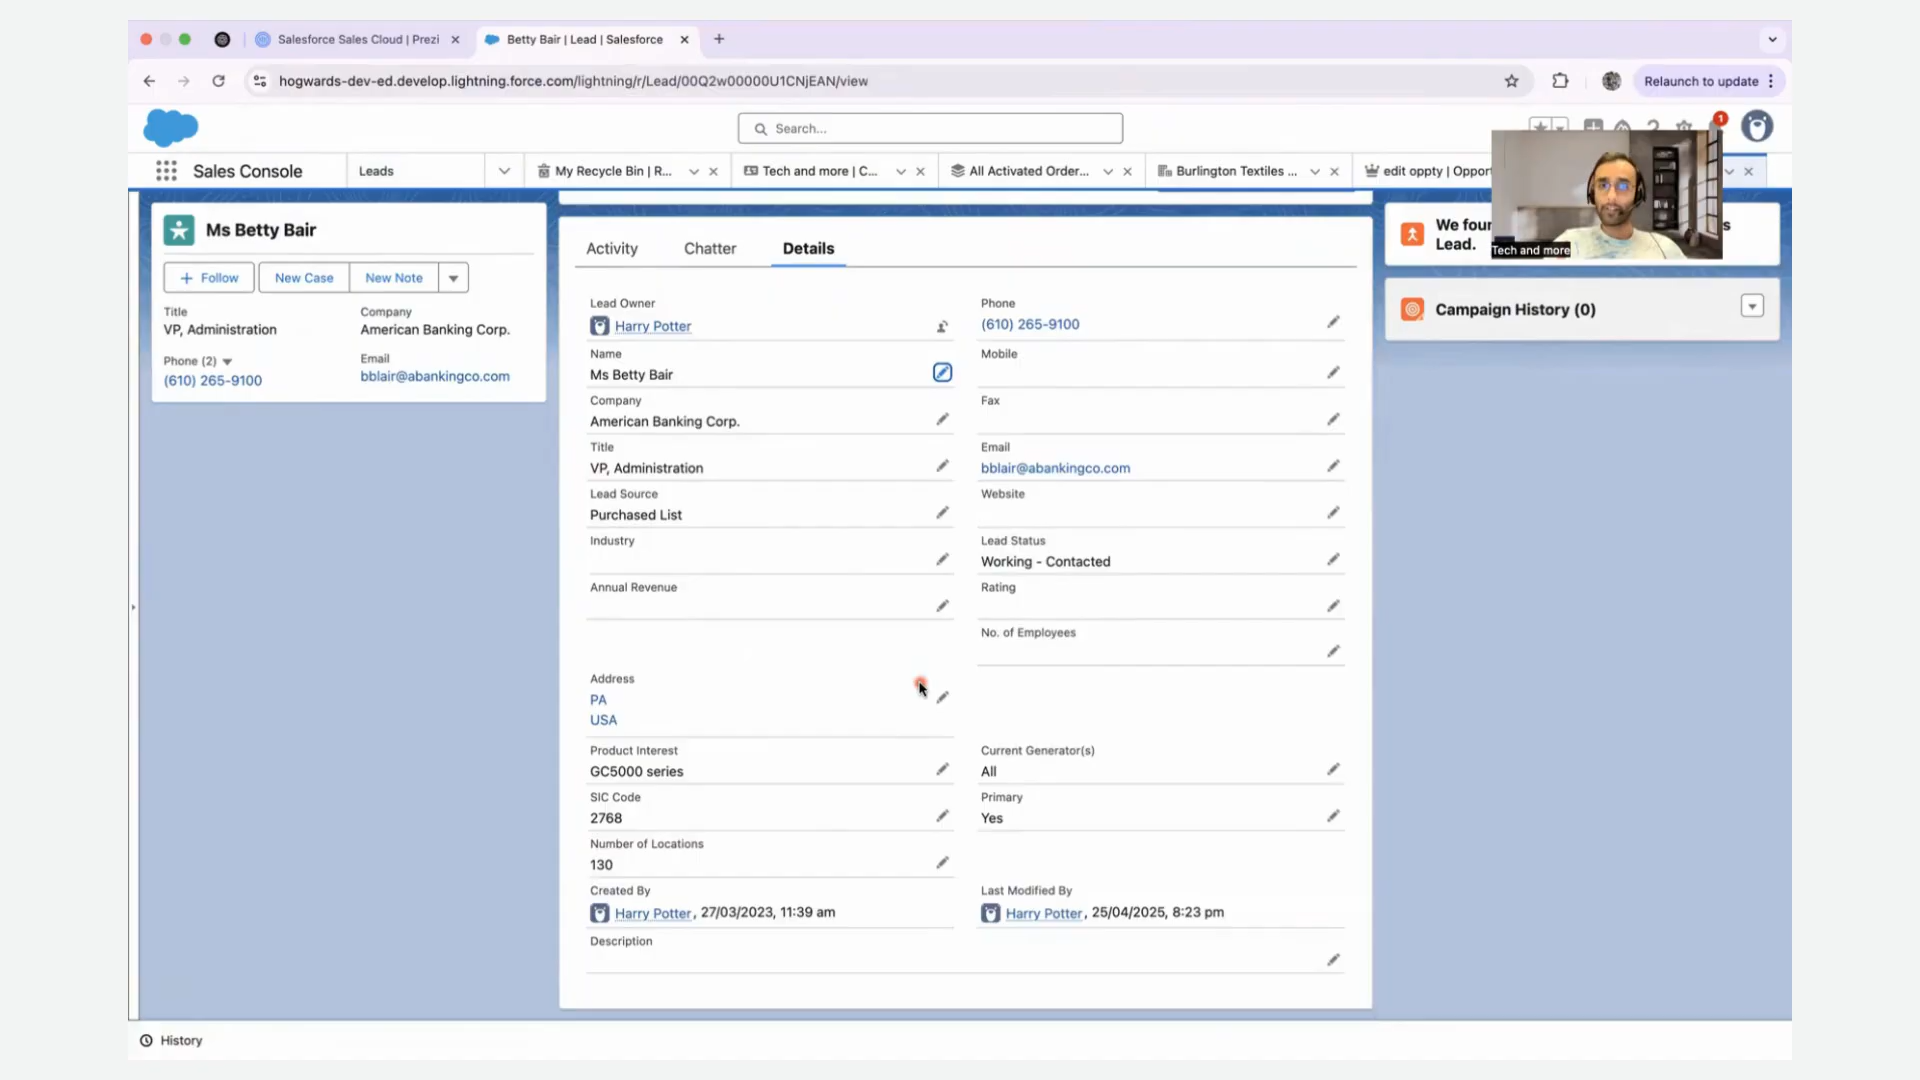 Salesforce Sales Cloud | Prezi
Betty Bair | Lead | Salesforce
hogwards-dev-ed.develop.lightning.force.com/lightning/r/Lead/00Q2w00000U1CNjEAN/view
Relaunch to update
Search...
1
Sales Console
Leads
My Recycle Bin | R...
Tech and more | C...
All Activated Order...
Burlington Textiles ...
edit oppty | Oppor
Ms Betty Bair
Follow
New Case
New Note
Title
VP, Administration
Company
American Banking Corp.
Phone (2)
(610) 265-9100
Email
bblair@abankingco.com
Activity
Chatter
Details
Lead Owner
Harry Potter
Phone
(610) 265-9100
Name
Ms Betty Bair
Mobile
Company
American Banking Corp.
Fax
Title
VP, Administration
Email
bblair@abankingco.com
Lead Source
Purchased List
Website
Industry
Lead Status
Working - Contacted
Annual Revenue
Rating
No. of Employees
Address
PA
USA
Product Interest
GC5000 series
Current Generator(s)
All
SIC Code
2768
Primary
Yes
Number of Locations
130
Created By
Harry Potter, 27/03/2023, 11:39 am
Last Modified By
Harry Potter, 25/04/2025, 8:23 pm
Description
We fou
s
Lead.
Tech and more
Campaign History (0)
History